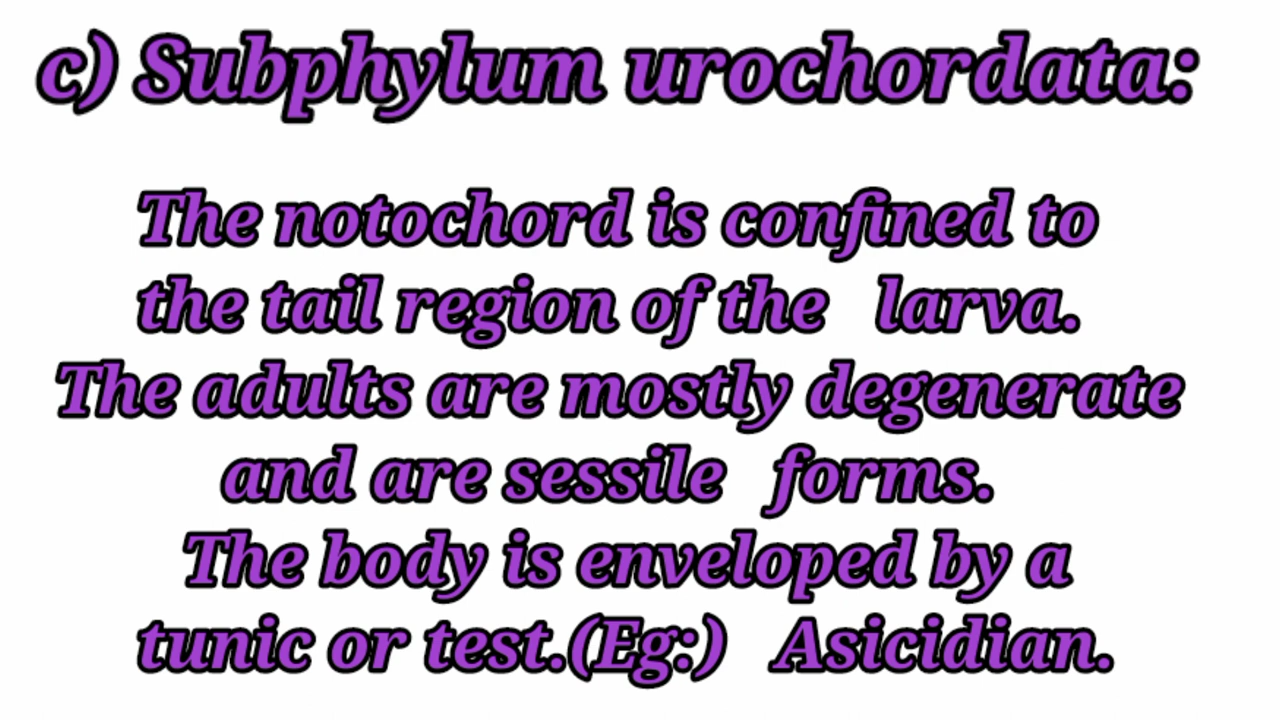 c) Subphylum urochordata:
The notochord is confined to
the tail region of the larva.
The adults are mostly degenerate
and are sessile forms.
The body is enveloped by a
tunic or test.(Eg:) Asicidian.